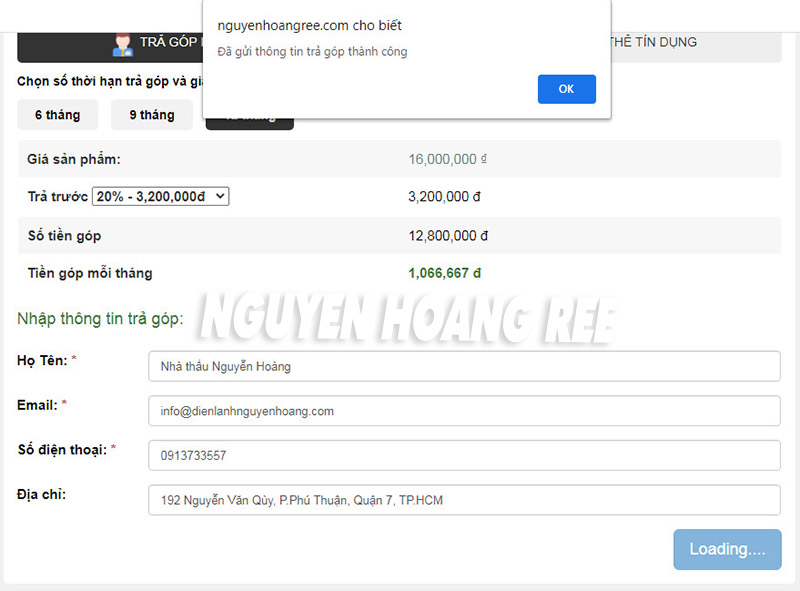 nguyenhoangree.com cho biết
Đã gửi thông tin trả góp thành công
OK
TRẢ GÓP
THẺ TÍN DỤNG
Chọn số thời hạn trả góp và
6 tháng
9 tháng
12 tháng
Giá sản phẩm: 16,000,000 ₫
Trả trước 20% - 3,200,000đ 3,200,000 đ
Số tiền góp 12,800,000 đ
Tiền góp mỗi tháng 1,066,667 đ
NGUYEN HOANG REE
Nhập thông tin trả góp:
Họ Tên: * Nhà thầu Nguyễn Hoàng
Email: * info@dienlanhnguyenhoang.com
Số điện thoại: * 0913733557
Địa chỉ: 192 Nguyễn Văn Qùy, P.Phú Thuận, Quận 7, TP.HCM
Loading....